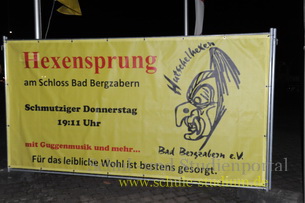 Hexensprung
am Schloss Bad Bergzabern
Schmutziger Donnerstag
19:11 Uhr
mit Guggenmusik und mehr...
Für das leibliche Wohl ist bestens gesorgt.
Hutschelhexen
Bad Bergzabern e.V.